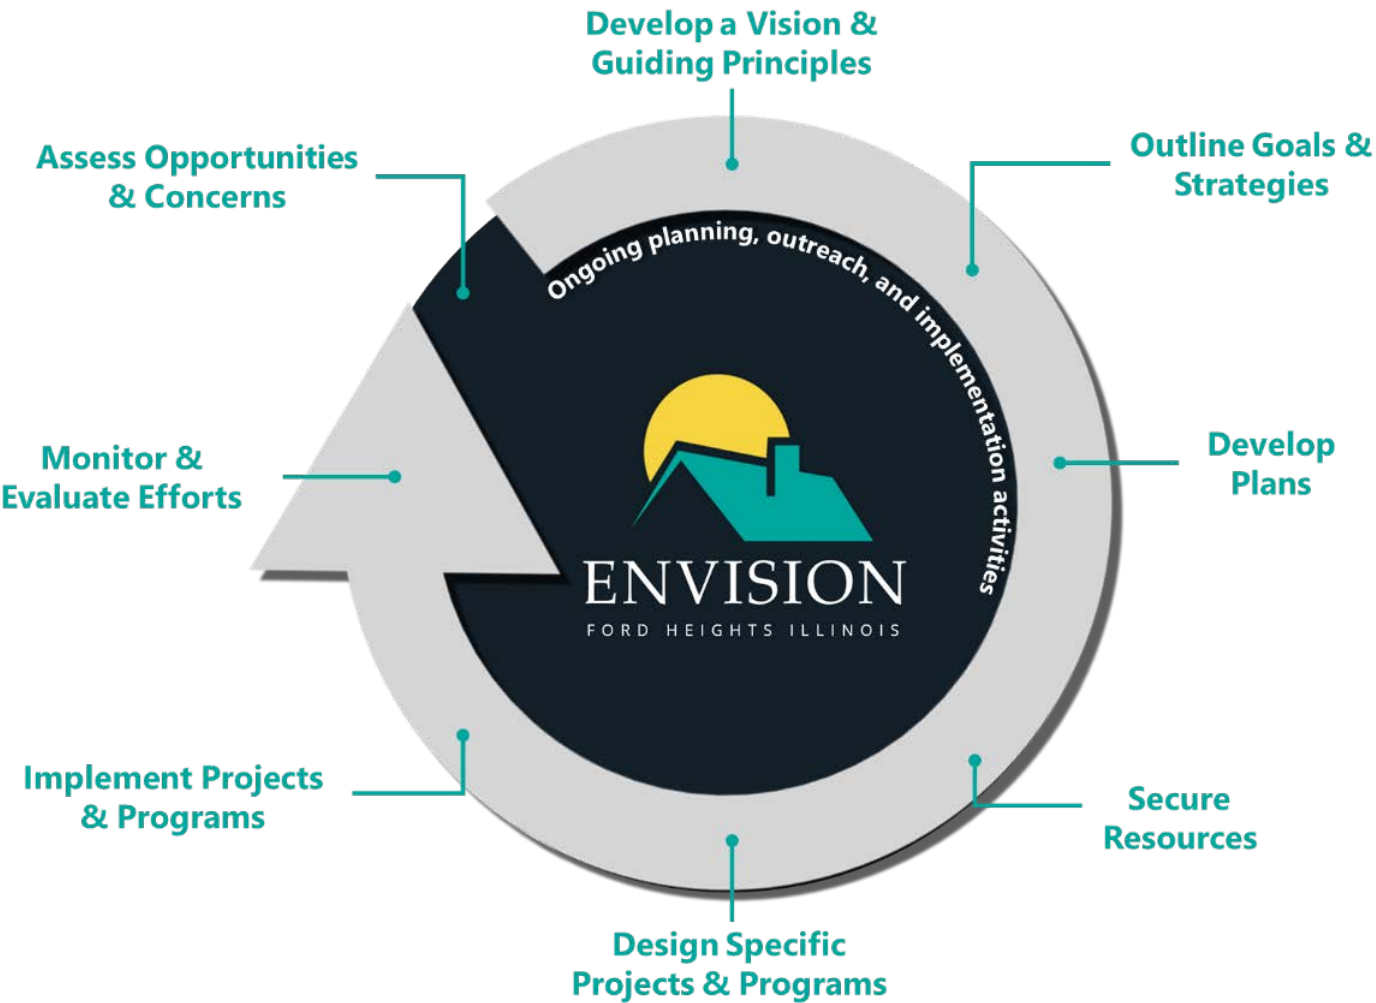 Develop a Vision &
Guiding Principles
Outline Goals &
Strategies
Develop
Plans
Secure
Resources
Design Specific
Projects & Programs
Implement Projects
& Programs
Monitor &
Evaluate Efforts
Assess Opportunities
& Concerns
Ongoing planning, outreach, and implementation activities
ENVISION
FORD HEIGHTS ILLINOIS